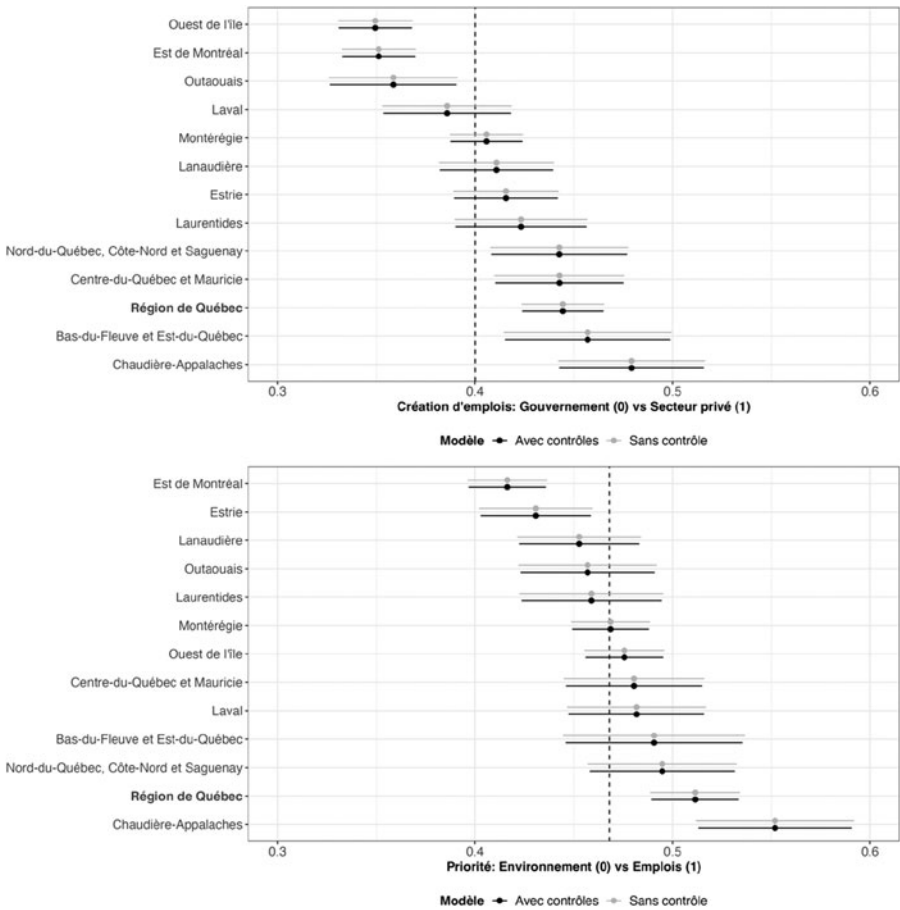 Ouest de l'île
Est de Montréal
Outaouais
Laval
Montérégie
Lanaudière
Estrie
Laurentides
Nord-du-Québec, Côte-Nord et Saguenay
Centre-du-Québec et Mauricie
Région de Québec
Bas-du-Fleuve et Est-du-Québec
Chaudière-Appalaches
0.3 0.4 0.5 0.6
Création d'emplois: Gouvernement (0) vs Secteur privé (1)
Modèle Avec contrôles Sans contrôle
Est de Montréal
Estrie
Lanaudière
Outaouais
Laurentides
Montérégie
Ouest de l'île
Centre-du-Québec et Mauricie
Laval
Bas-du-Fleuve et Est-du-Québec
Nord-du-Québec, Côte-Nord et Saguenay
Région de Québec
Chaudière-Appalaches
0.3 0.4 0.5 0.6
Priorité: Environnement (0) vs Emplois (1)
Modèle Avec contrôles Sans contrôle